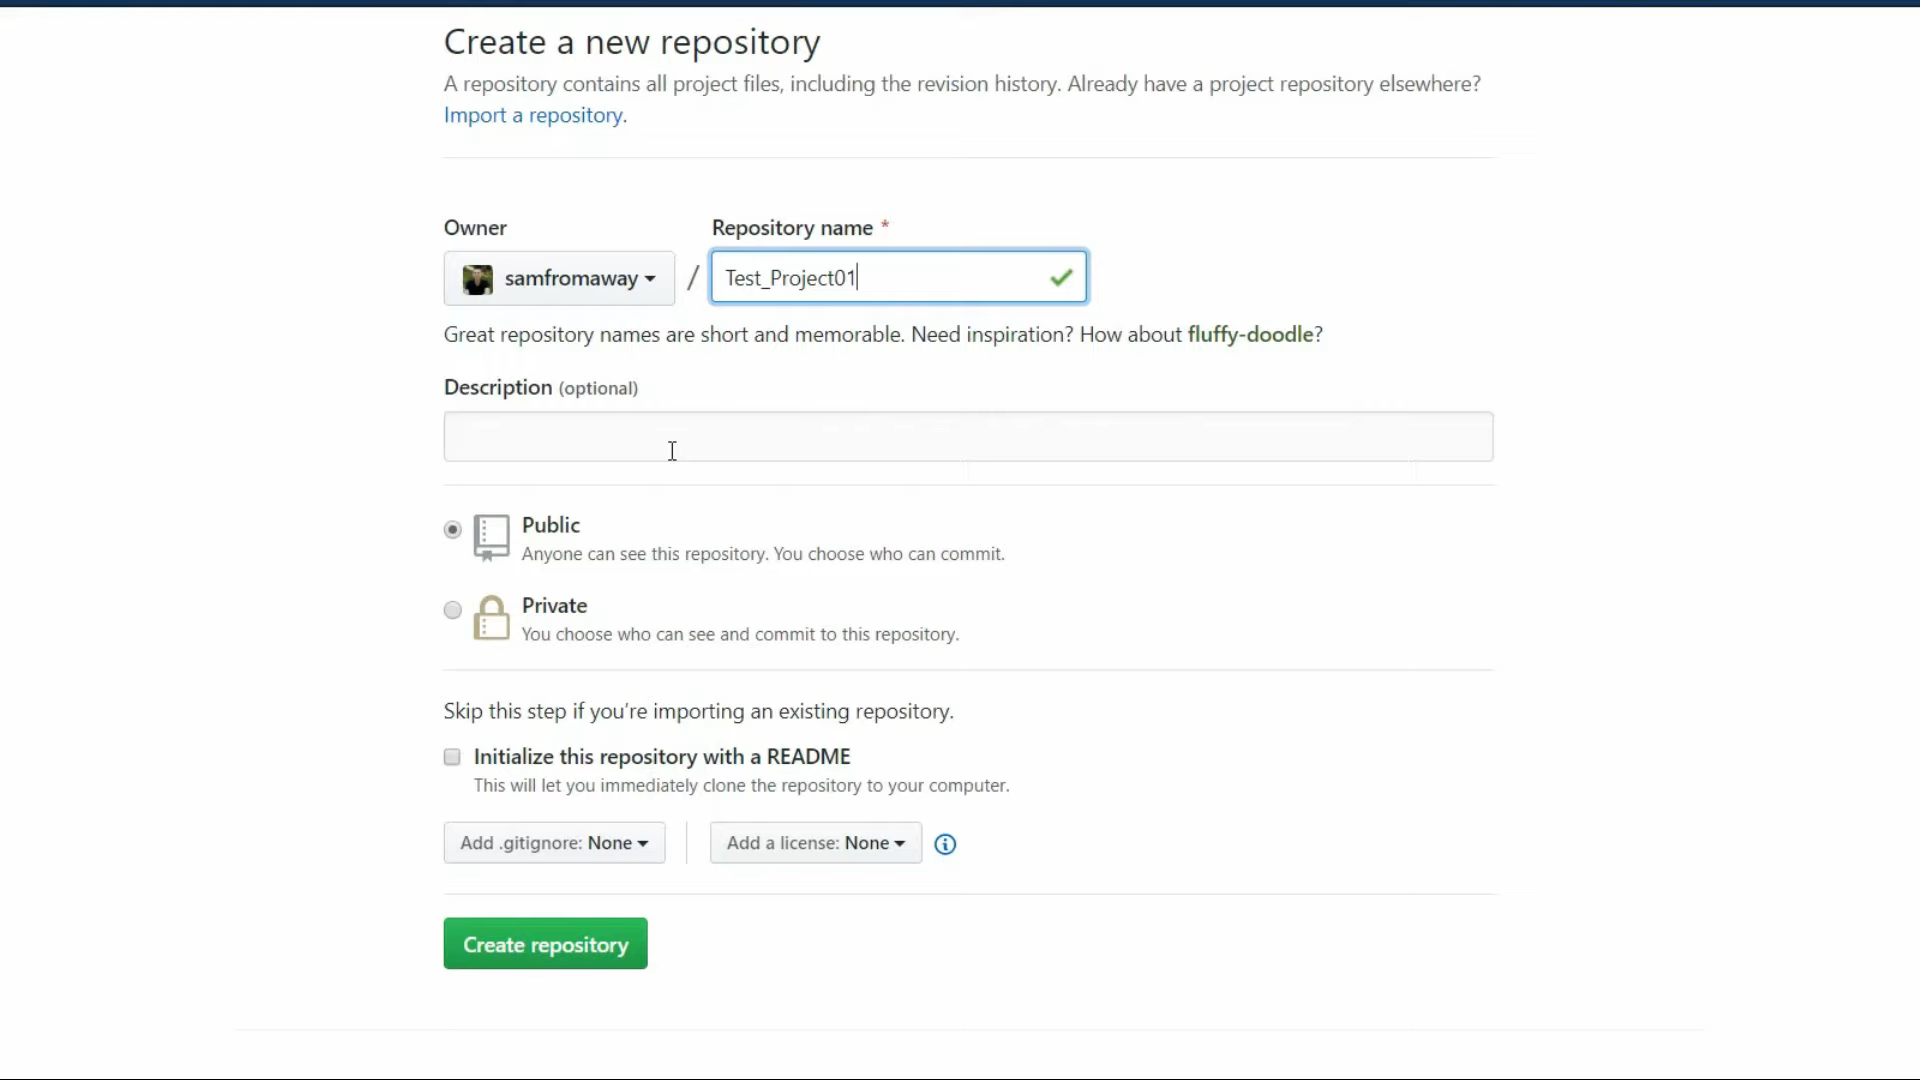 Create a new repository
A repository contains all project files, including the revision history. Already have a project repository elsewhere?
Import a repository.
Owner
Repository name *
samfromaway / Test_Project01
Great repository names are short and memorable. Need inspiration? How about fluffy-doodle?
Description (optional)
Public
Anyone can see this repository. You choose who can commit.
Private
You choose who can see and commit to this repository.
Skip this step if you’re importing an existing repository.
Initialize this repository with a README
This will let you immediately clone the repository to your computer.
Add .gitignore: None
Add a license: None
Create repository